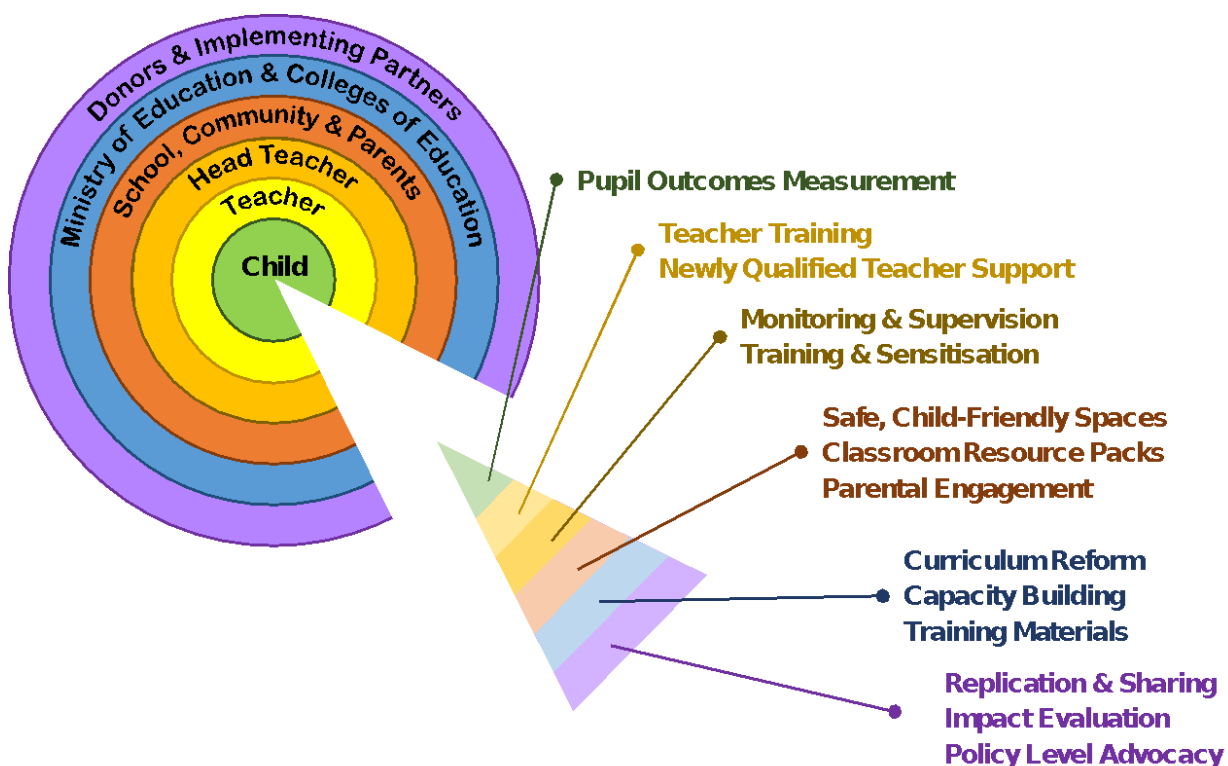 Donors & Implementing Partners
Ministry of Education & Colleges of Education
School, Community & Parents
Head Teacher
Teacher
Child
Pupil Outcomes Measurement
Teacher Training
Newly Qualified Teacher Support
Monitoring & Supervision
Training & Sensitisation
Safe, Child-Friendly Spaces
Classroom Resource Packs
Parental Engagement
Curriculum Reform
Capacity Building
Training Materials
Replication & Sharing
Impact Evaluation
Policy Level Advocacy